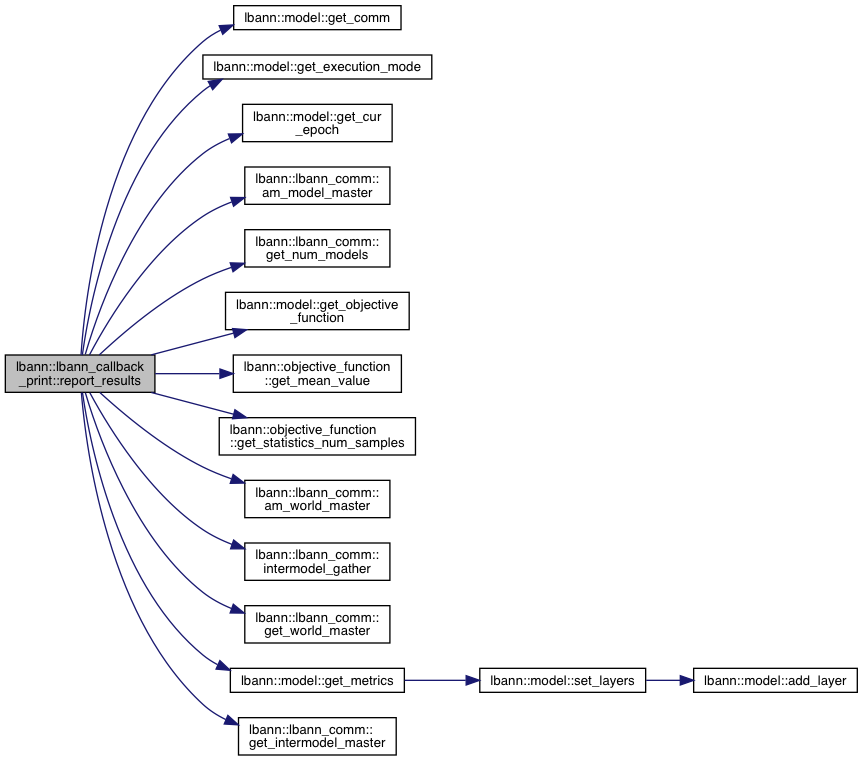 lbann::model::get_comm
lbann::model::get_execution_mode
lbann::model::get_cur
_epoch
lbann::lbann_comm::
am_model_master
lbann::lbann_comm::
get_num_models
lbann::model::get_objective
_function
lbann::lbann_callback
_print::report_results
lbann::objective_function
::get_mean_value
lbann::objective_function
::get_statistics_num_samples
lbann::lbann_comm::
am_world_master
lbann::lbann_comm::
intermodel_gather
lbann::lbann_comm::
get_world_master
lbann::model::get_metrics
lbann::model::set_layers
lbann::model::add_layer
lbann::lbann_comm::
get_intermodel_master